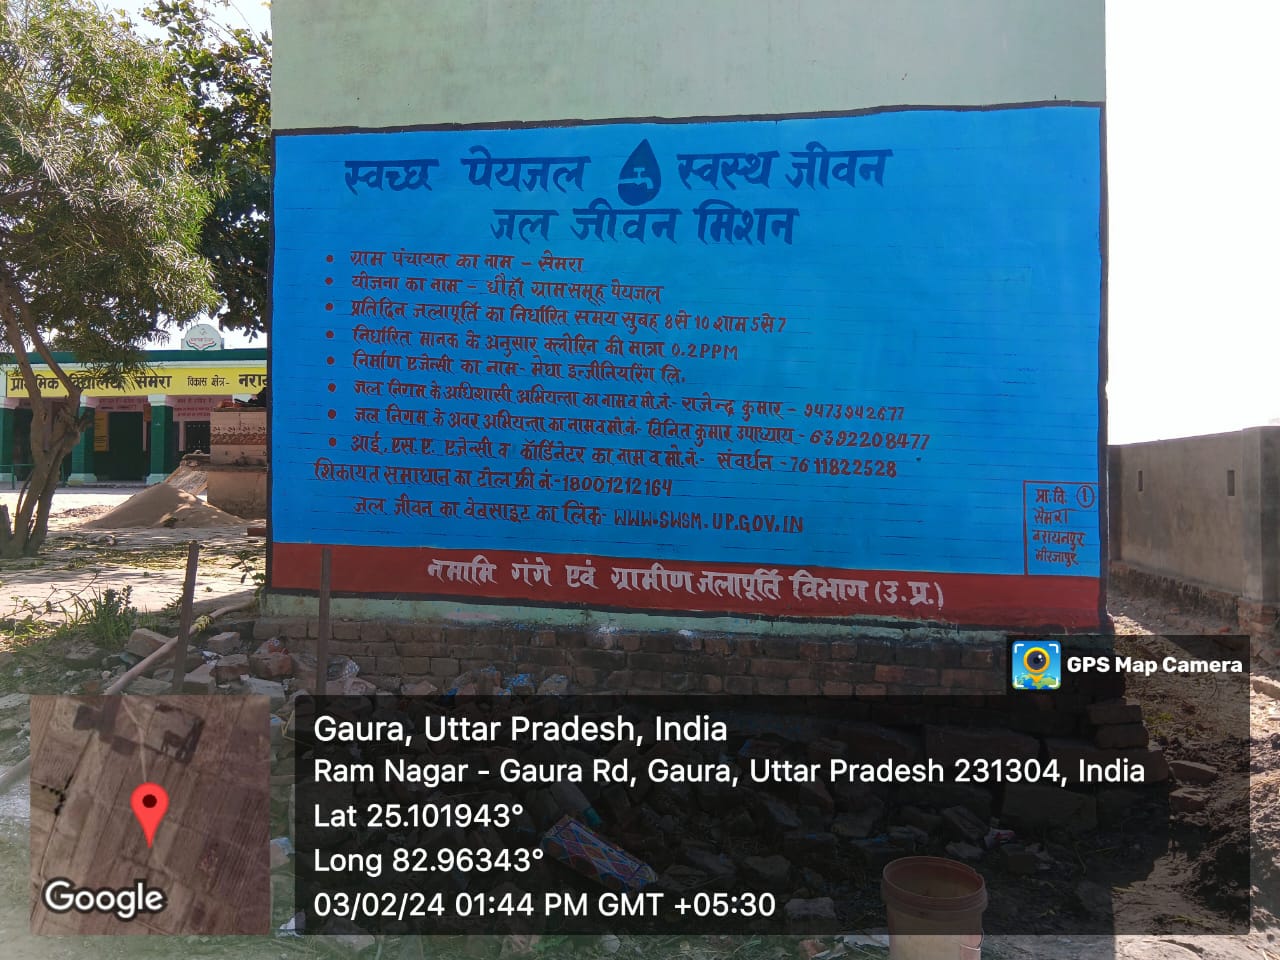 स्वच्छ पेयजल स्वस्थ जीवन
जल जीवन मिशन
• ग्राम पंचायत का नाम - सेमरा
• योजना का नाम - धौहाँ ग्राम समूह पेयजल
• प्रतिदिन जलापूर्ति का निर्धारित समय सुबह 8 से 10 शाम 5 से 7
• निर्धारित मानक के अनुसार क्लोरिन की मात्रा 0.2 PPM
• निर्माण एजेन्सी का नाम- मेघा इन्जीनियरिंग लि.
• जल निगम के अधिशासी अभियन्ता का नाम व मो.नं- राजेन्द्र कुमार - 9473942677
• जल निगम के अवर अभियन्ता का नाम व मो.नं- विनित कुमार उपाध्याय - 6392208477
• आई.एस.ए. एजेन्सी व कॉर्डिनेटर का नाम व मो.नं- संवर्धन - 7611822528
शिकायत समाधान का टोल फ्री नं-18001212164
जल जीवन का वेबसाइट का लिंक- WWW.SWSM.UP.GOV.IN
प्रा.वि. 1
सेमरा
नरायनपुर
मीरजापुर
नमामि गंगे एवं ग्रामीण जलापूर्ति विभाग (उ.प्र.)
प्राथमिक विद्यालय सेमरा विकास क्षेत्र-
GPS Map Camera
Gaura, Uttar Pradesh, India
Ram Nagar - Gaura Rd, Gaura, Uttar Pradesh 231304, India
Lat 25.101943°
Long 82.96343°
03/02/24 01:44 PM GMT +05:30
Google